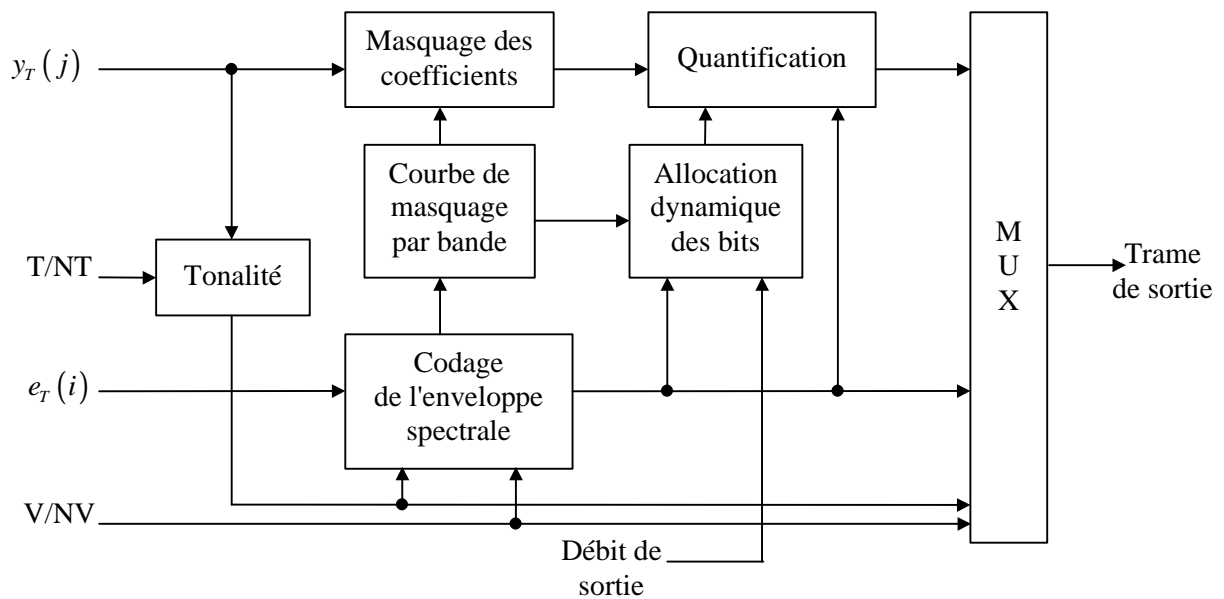 Masquage des
coefficients
Quantification
y_T(j)
Courbe de
masquage
par bande
Allocation
dynamique
des bits
M
U
X
T/NT
Tonalité
Trame
de sortie
Codage
de l'enveloppe
spectrale
e_T(i)
V/NV
Débit de
sortie